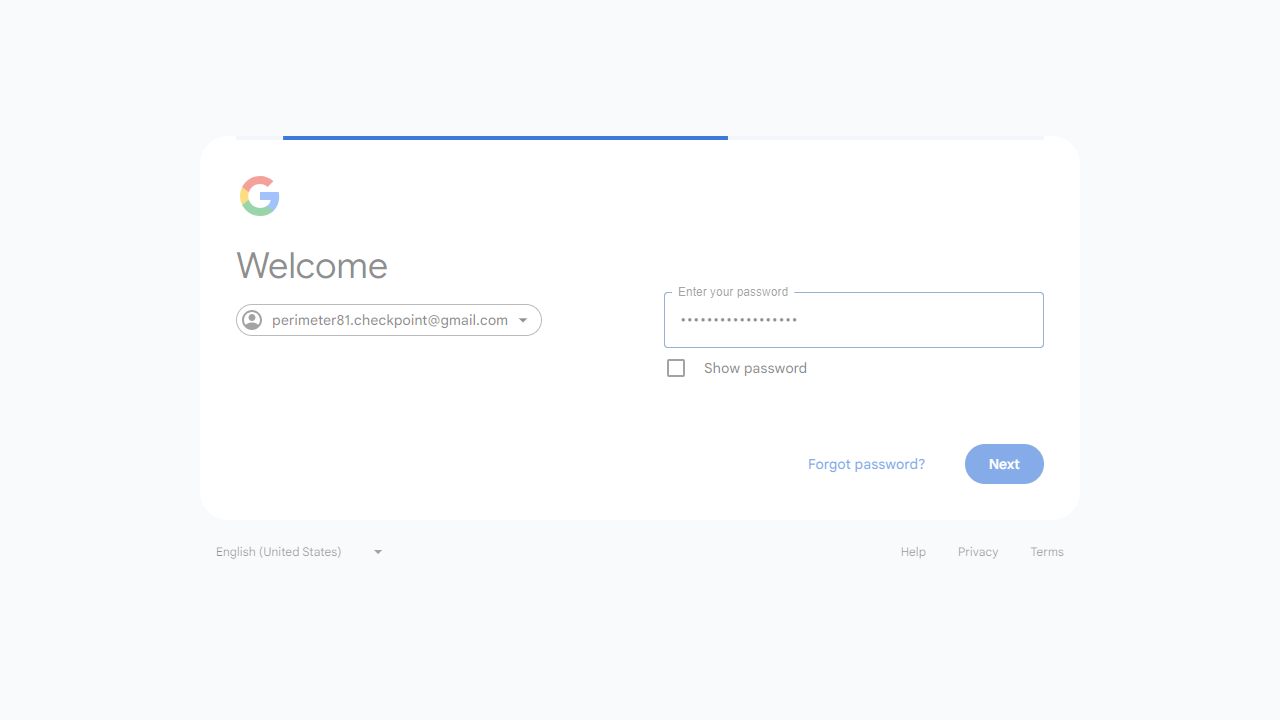 Welcome
perimeter81.checkpoint@gmail.com
Enter your password
••••••••••••••••••
Show password
Forgot password?
Next
English (United States)
Help
Privacy
Terms